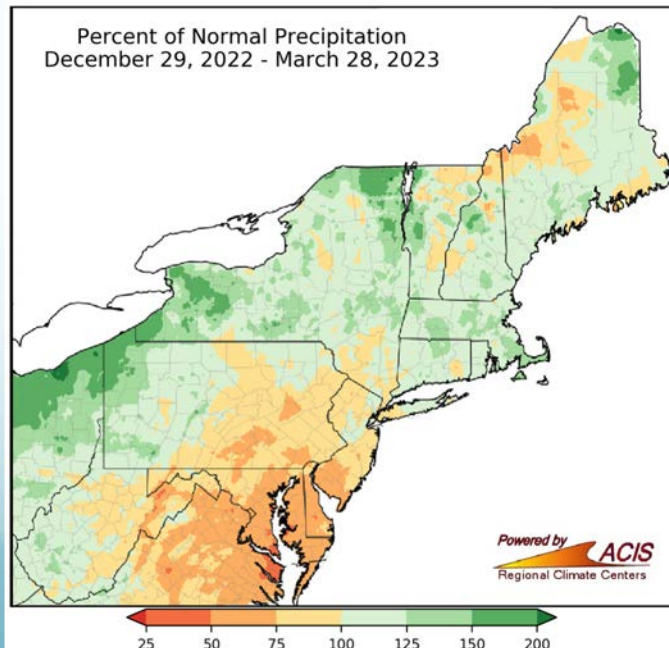 Percent of Normal Precipitation
December 29, 2022 - March 28, 2023
Powered by
ACIS
Regional Climate Centers
25 50 75 100 125 150 200